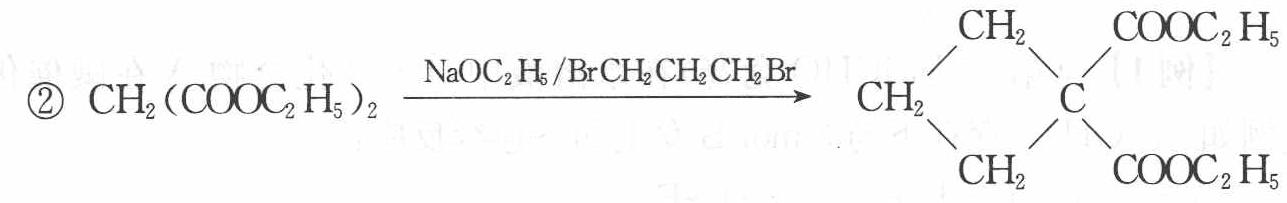 CH₂ COOC₂H₅
② CH₂(COOC₂H₅)₂ NaOC₂H₅/BrCH₂CH₂CH₂Br CH₂ C
CH₂ COOC₂H₅